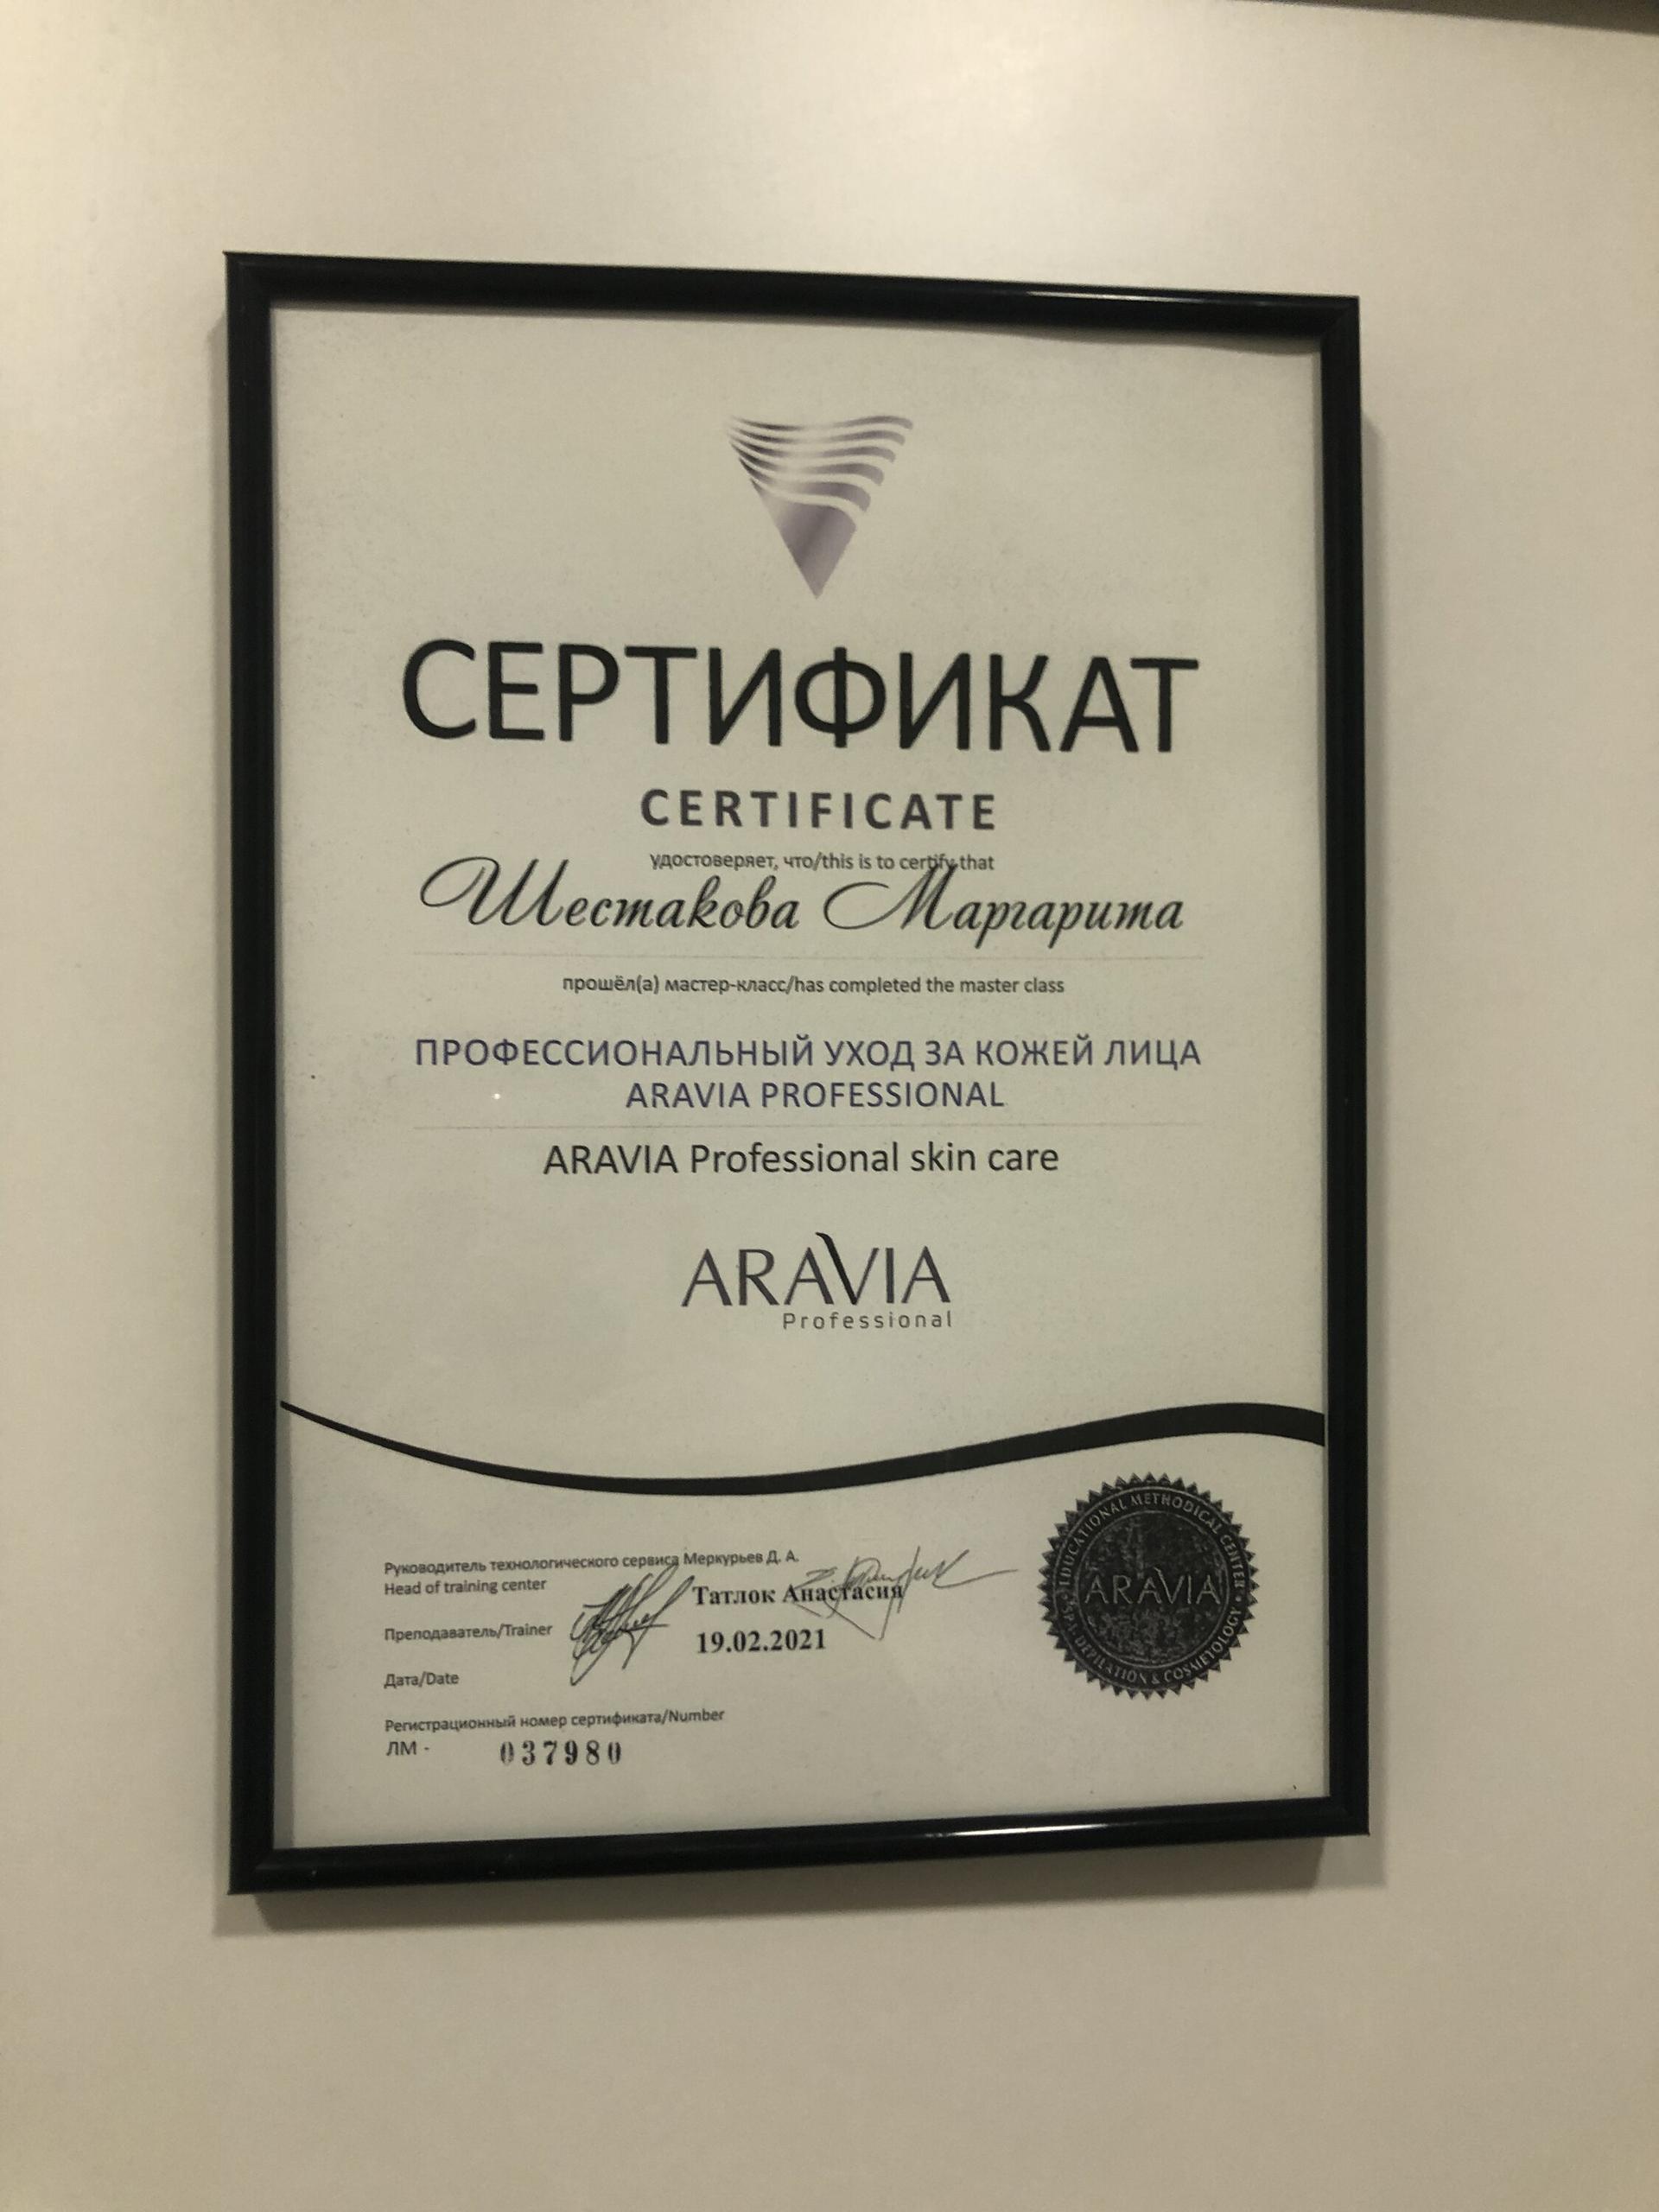 СЕРТИФИКАТ
CERTIFICATE
удостоверяет, что/this is to certify that
Шестакова Маргарита
прошёл(а) мастер-класс/has completed the master class
ПРОФЕССИОНАЛЬНЫЙ УХОД ЗА КОЖЕЙ ЛИЦА
ARAVIA PROFESSIONAL
ARAVIA Professional skin care
ARAVIA
Professional
Руководитель технологического сервиса Меркурьев Д. А.
Head of training center
Татлок Анастасия
Преподаватель/Trainer
19.02.2021
Дата/Date
Регистрационный номер сертификата/Number
ЛМ - 037980
EDUCATIONAL METHODICAL CENTER
ARAVIA
DEPILATION & COSMETOLOGY